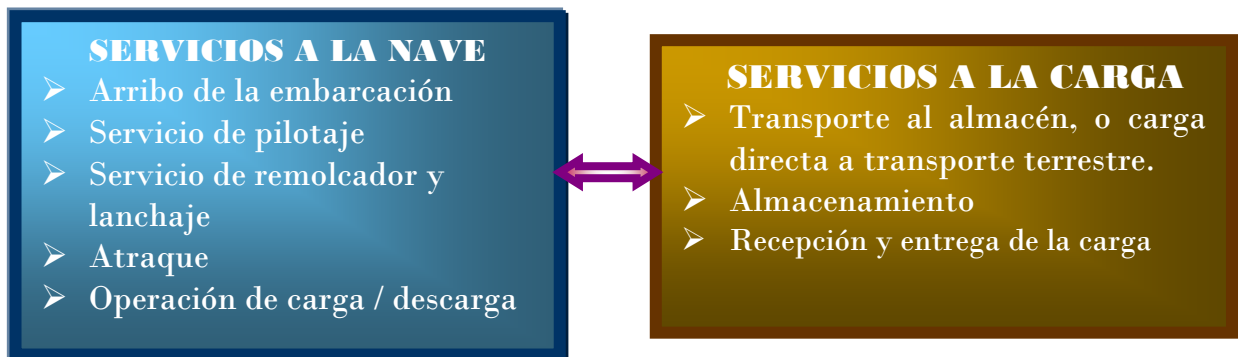 SERVICIOS A LA NAVE
➢ Arribo de la embarcación
➢ Servicio de pilotaje
➢ Servicio de remolcador y
lanchaje
➢ Atraque
➢ Operación de carga / descarga
SERVICIOS A LA CARGA
➢ Transporte al almacén, o carga
directa a transporte terrestre.
➢ Almacenamiento
➢ Recepción y entrega de la carga